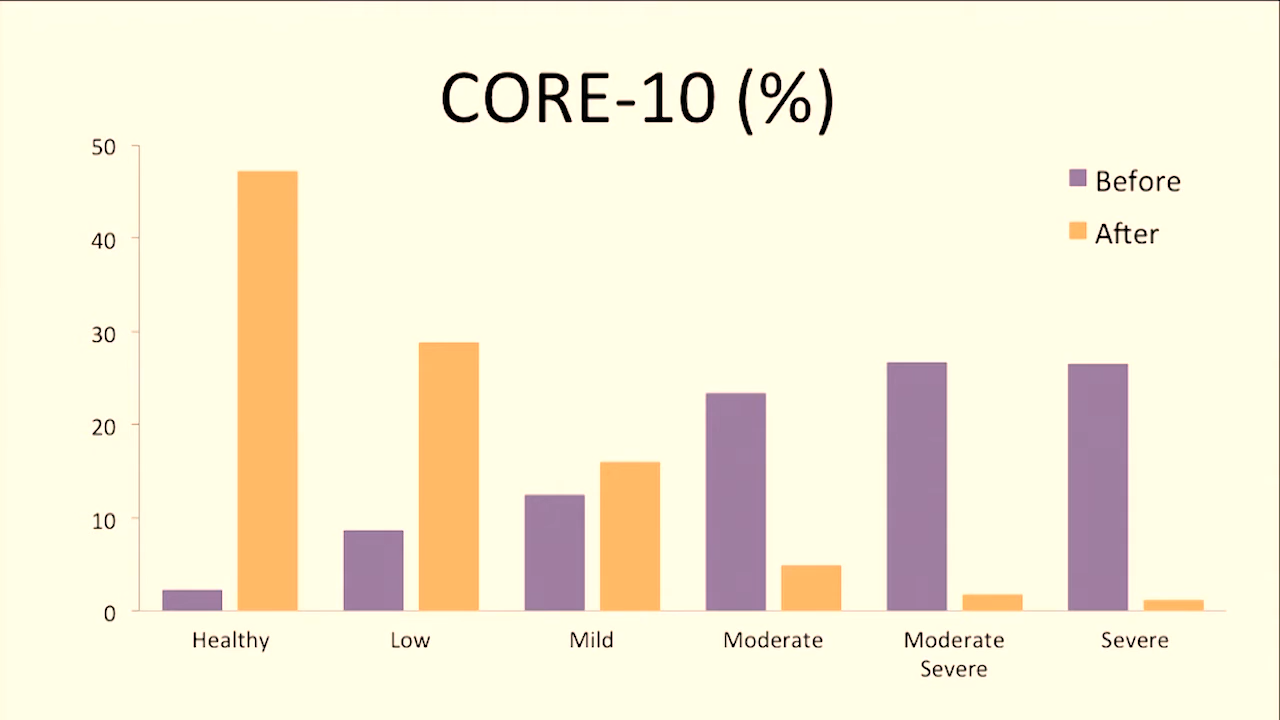 CORE-10 (%)
50
40
30
20
10
0
Before
After
Healthy
Low
Mild
Moderate
Moderate
Severe
Severe